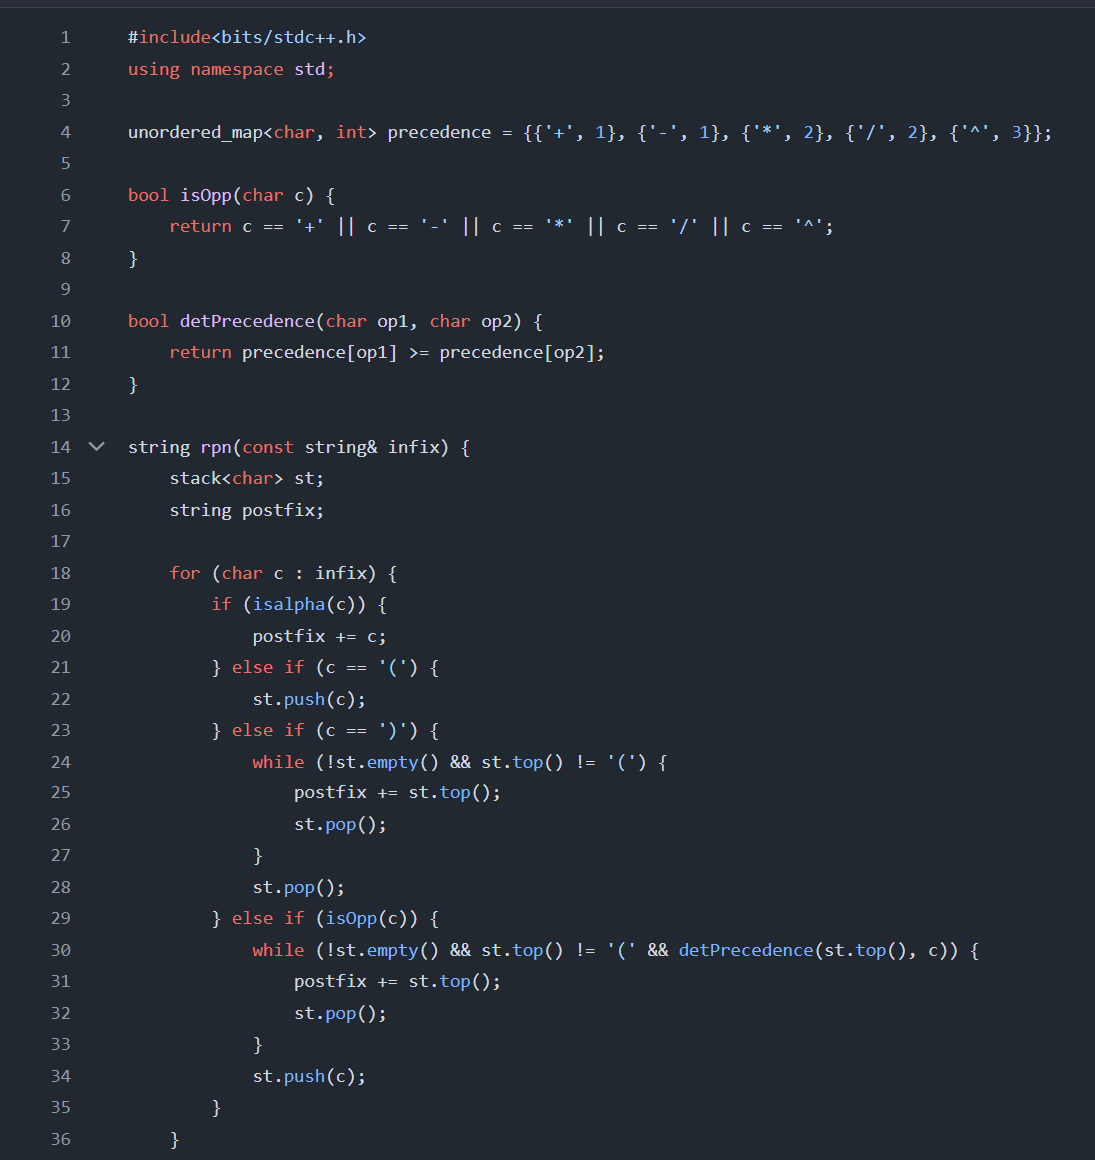 1 #include<bits/stdc++.h>
2 using namespace std;
3
4 unordered_map<char, int> precedence = {{'+', 1}, {'-', 1}, {'*', 2}, {'/', 2}, {'^', 3}};
5
6 bool isOpp(char c) {
7     return c == '+' || c == '-' || c == '*' || c == '/' || c == '^';
8 }
9
10 bool detPrecedence(char op1, char op2) {
11     return precedence[op1] >= precedence[op2];
12 }
13
14 string rpn(const string& infix) {
15     stack<char> st;
16     string postfix;
17
18     for (char c : infix) {
19         if (isalpha(c)) {
20             postfix += c;
21         } else if (c == '(') {
22             st.push(c);
23         } else if (c == ')') {
24             while (!st.empty() && st.top() != '(') {
25                 postfix += st.top();
26                 st.pop();
27             }
28             st.pop();
29         } else if (isOpp(c)) {
30             while (!st.empty() && st.top() != '(' && detPrecedence(st.top(), c)) {
31                 postfix += st.top();
32                 st.pop();
33             }
34             st.push(c);
35         }
36     }